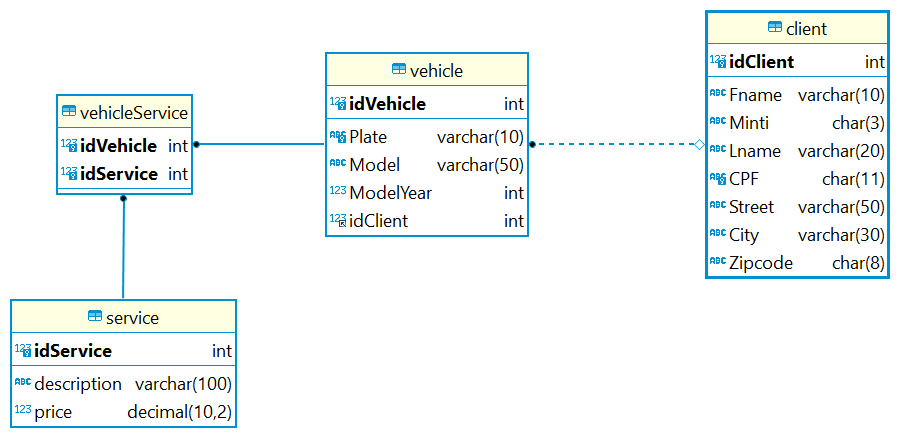 client
idClient int
Fname varchar(10)
Minti char(3)
Lname varchar(20)
CPF char(11)
Street varchar(50)
City varchar(30)
Zipcode char(8)
vehicle
idVehicle int
Plate varchar(10)
Model varchar(50)
ModelYear int
idClient int
vehicleService
idVehicle int
idService int
service
idService int
description varchar(100)
price decimal(10,2)